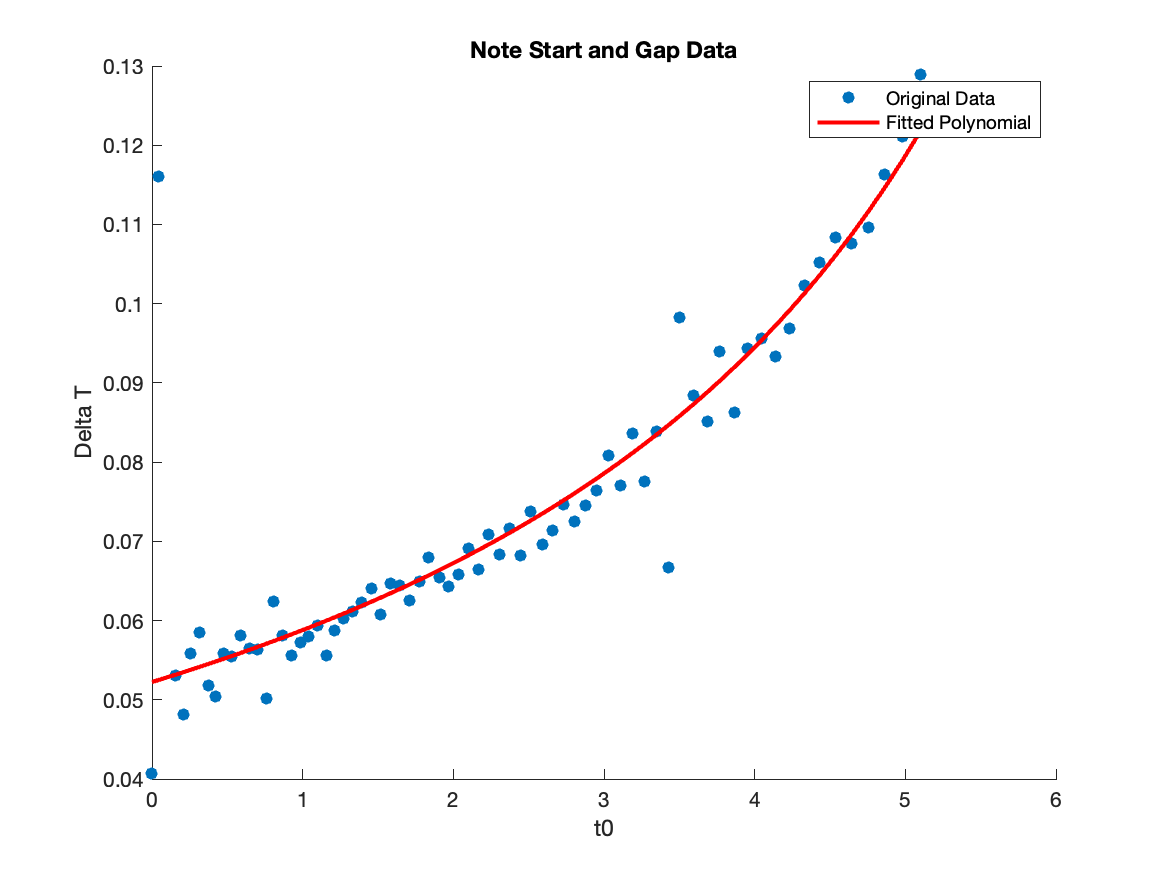 Note Start and Gap Data
0.13
0.12
0.11
0.1
0.09
0.08
0.07
0.06
0.05
0.04
Delta T
Original Data
Fitted Polynomial
0 1 2 3 4 5 6
t0